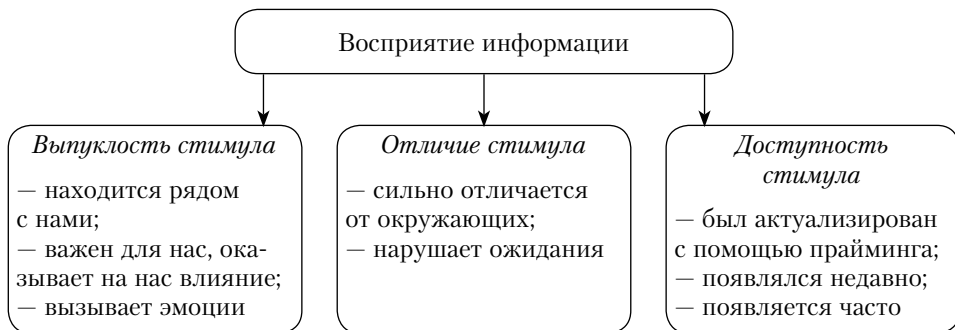 Восприятие информации
Выпуклость стимула
— находится рядом
с нами;
— важен для нас, ока-
зывает на нас влияние;
— вызывает эмоции
Отличие стимула
— сильно отличается
от окружающих;
— нарушает ожидания
Доступность
стимула
— был актуализирован
с помощью прайминга;
— появлялся недавно;
— появляется часто